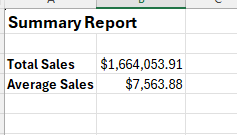 Summary Report
Total Sales $1,664,053.91
Average Sales $7,563.88